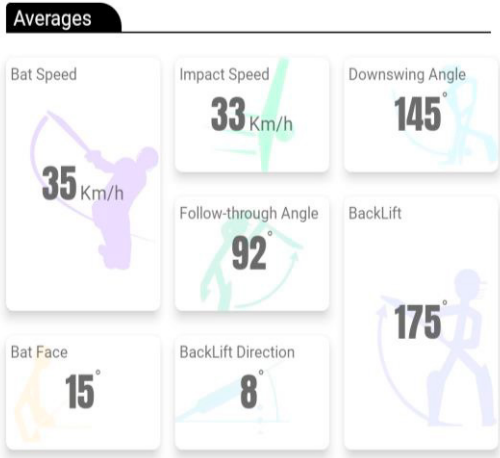 Averages
Bat Speed
35 Km/h
Impact Speed
33 Km/h
Downswing Angle
145°
Follow-through Angle
92°
BackLift
175°
Bat Face
15°
BackLift Direction
8°